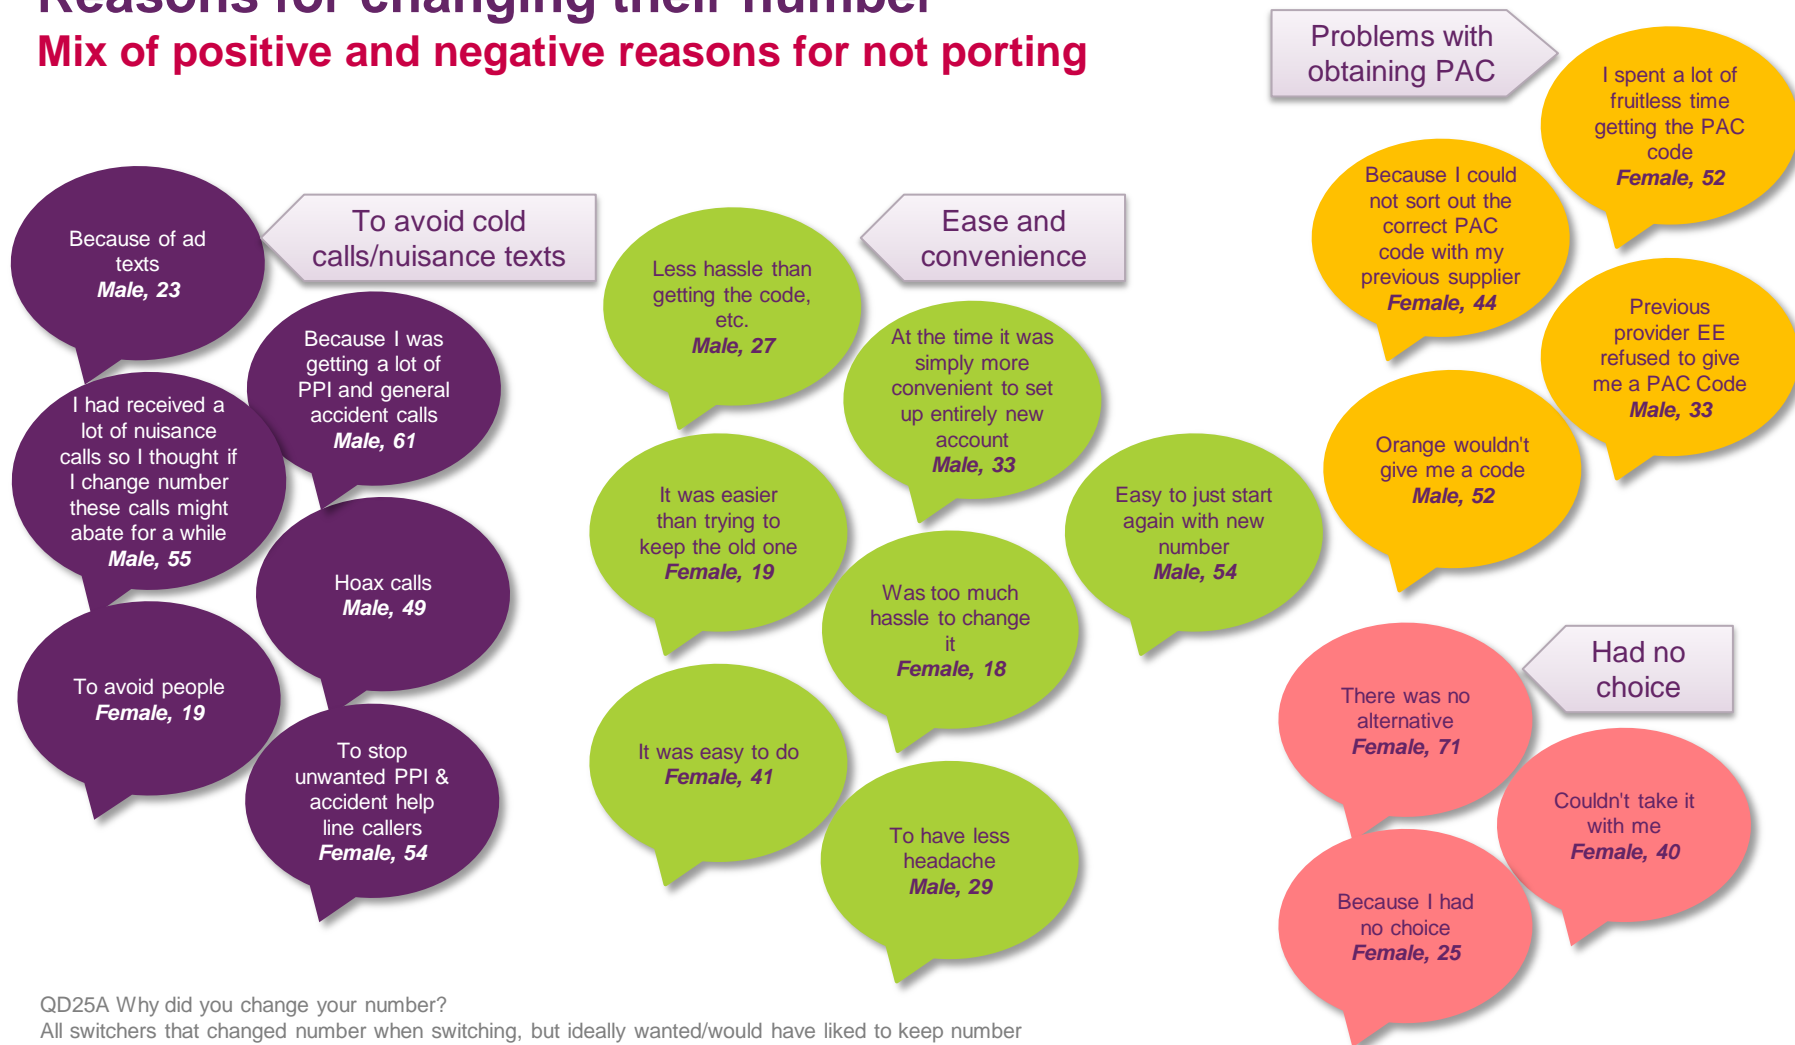 Reasons for changing their number
Mix of positive and negative reasons for not porting
To avoid cold
calls/nuisance texts
Because of ad
texts
Male, 23
Because I was
getting a lot of
PPI and general
accident calls
Male, 61
I had received a
lot of nuisance
calls so I thought if
I change number
these calls might
abate for a while
Male, 55
Hoax calls
Male, 49
To avoid people
Female, 19
To stop
unwanted PPI &
accident help
line callers
Female, 54
Ease and
convenience
Less hassle than
getting the code,
etc.
Male, 27
At the time it was
simply more
convenient to set
up entirely new
account
Male, 33
It was easier
than trying to
keep the old one
Female, 19
Easy to just start
again with new
number
Male, 54
Was too much
hassle to change
it
Female, 18
It was easy to do
Female, 41
To have less
headache
Male, 29
Problems with
obtaining PAC
I spent a lot of
fruitless time
getting the PAC
code
Female, 52
Because I could
not sort out the
correct PAC
code with my
previous supplier
Female, 44
Previous
provider EE
refused to give
me a PAC Code
Male, 33
Orange wouldn't
give me a code
Male, 52
Had no
choice
There was no
alternative
Female, 71
Couldn't take it
with me
Female, 40
Because I had
no choice
Female, 25
QD25A Why did you change your number?
All switchers that changed number when switching, but ideally wanted/would have liked to keep number